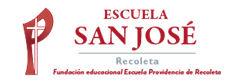 ESCUELA
SAN JOSÉ
Recoleta
Fundación educacional Escuela Providencia de Recoleta